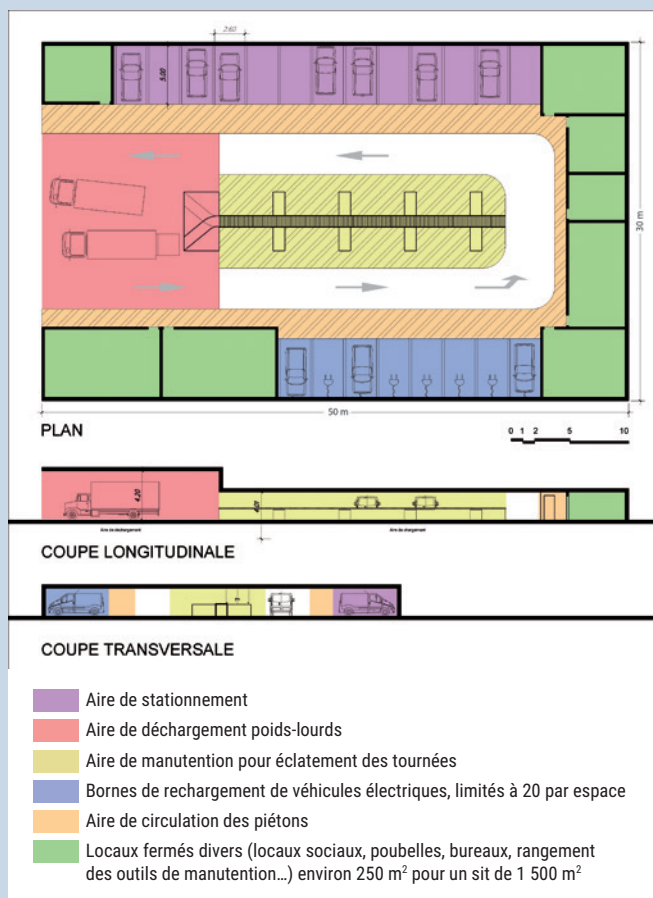 2.60
5.00
30 m
50 m
PLAN
0 1 2 5 10
4.20
4.01
Aire de déchargement
Aire de chargement
COUPE LONGITUDINALE
COUPE TRANSVERSALE
Aire de stationnement
Aire de déchargement poids-lourds
Aire de manutention pour éclatement des tournées
Bornes de rechargement de véhicules électriques, limités à 20 par espace
Aire de circulation des piétons
Locaux fermés divers (locaux sociaux, poubelles, bureaux, rangement
des outils de manutention...) environ 250 m² pour un sit de 1 500 m²